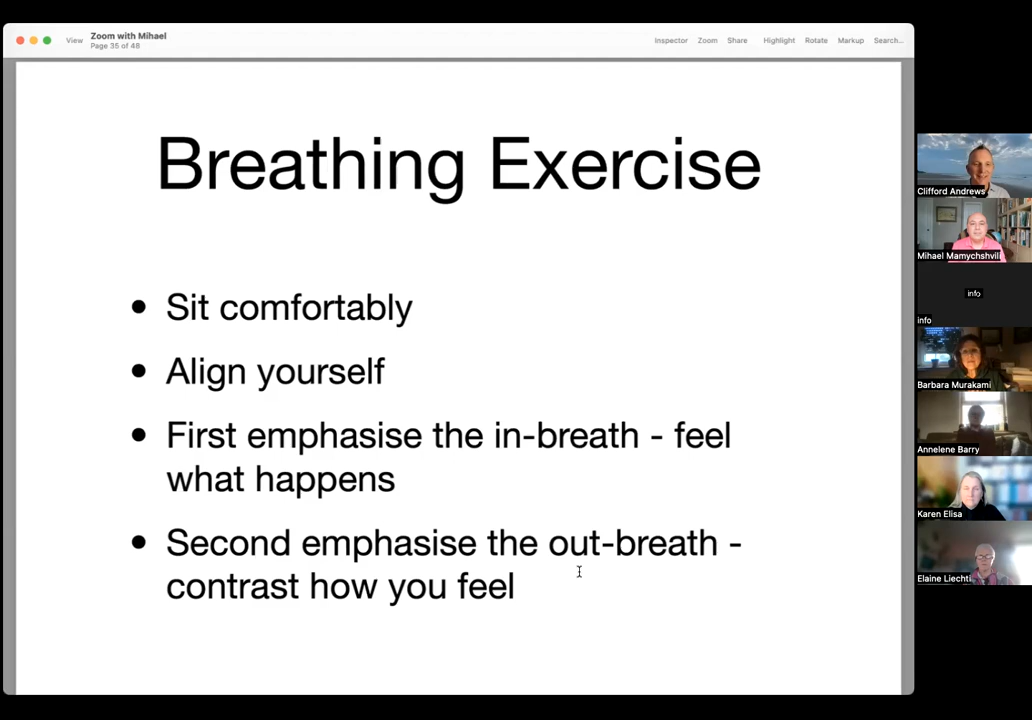 View
Zoom with Mihael
Page 35 of 48
Inspector
Zoom
Share
Highlight
Rotate
Markup
Search...
Breathing Exercise
• Sit comfortably
• Align yourself
• First emphasise the in-breath - feel
what happens
• Second emphasise the out-breath -
contrast how you feel
Clifford Andrews
Mihael Mamychshvili
info
info
Barbara Murakami
Annelene Barry
Karen Elisa
Elaine Liechti